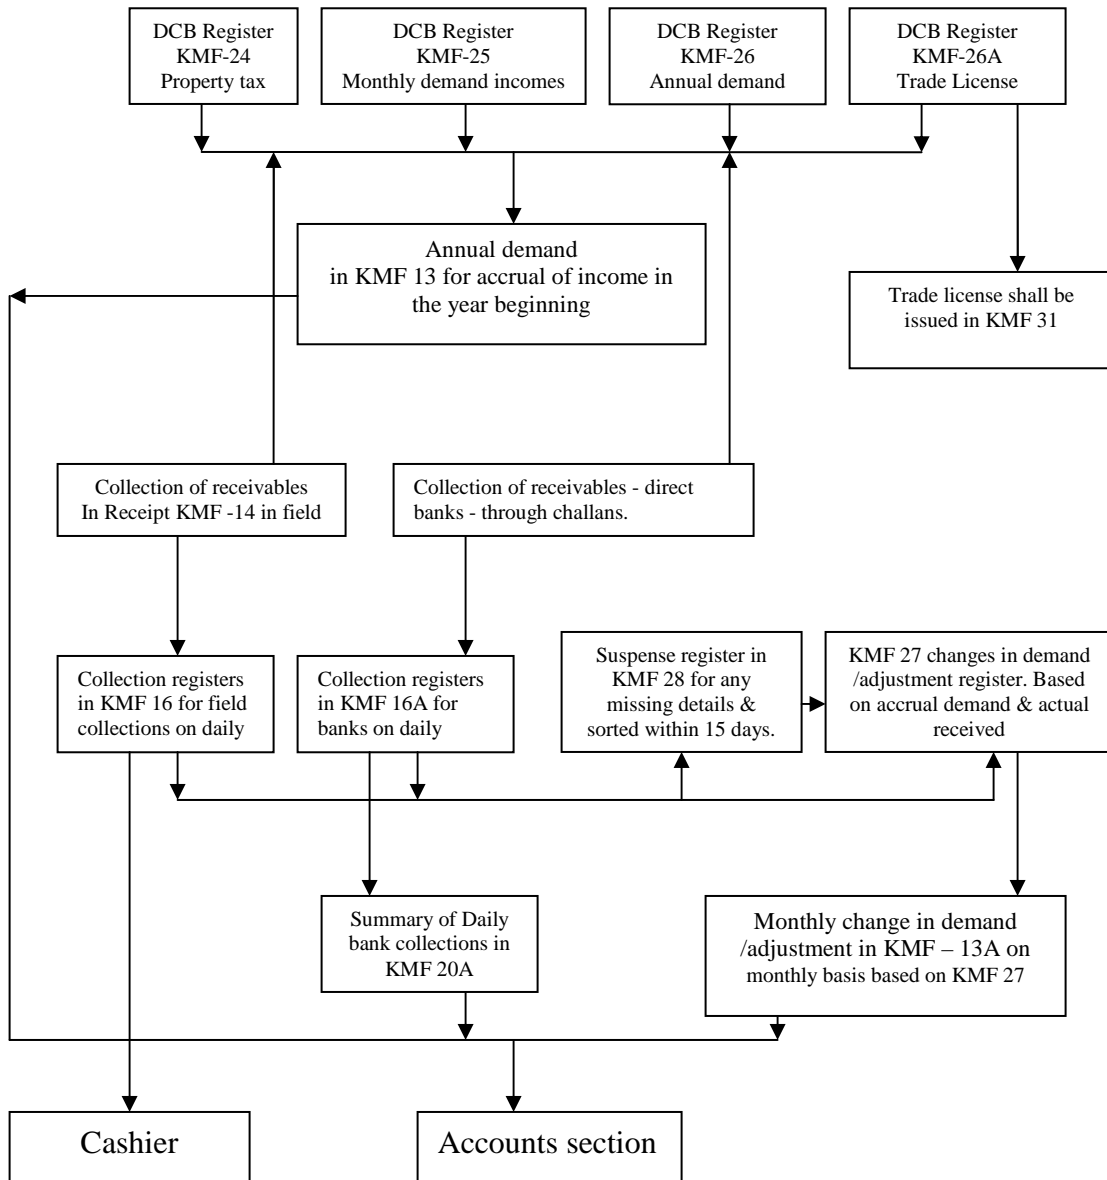 DCB Register
KMF-24
Property tax
DCB Register
KMF-25
Monthly demand incomes
DCB Register
KMF-26
Annual demand
DCB Register
KMF-26A
Trade License
Annual demand
in KMF 13 for accrual of income in
the year beginning
Trade license shall be
issued in KMF 31
Collection of receivables
In Receipt KMF -14 in field
Collection of receivables - direct
banks - through challans.
Collection registers
in KMF 16 for field
collections on daily
Collection registers
in KMF 16A for
banks on daily
Suspense register in
KMF 28 for any
missing details &
sorted within 15 days.
KMF 27 changes in demand
/adjustment register. Based
on accrual demand & actual
received
Summary of Daily
bank collections in
KMF 20A
Monthly change in demand
/adjustment in KMF – 13A on
monthly basis based on KMF 27
Cashier
Accounts section